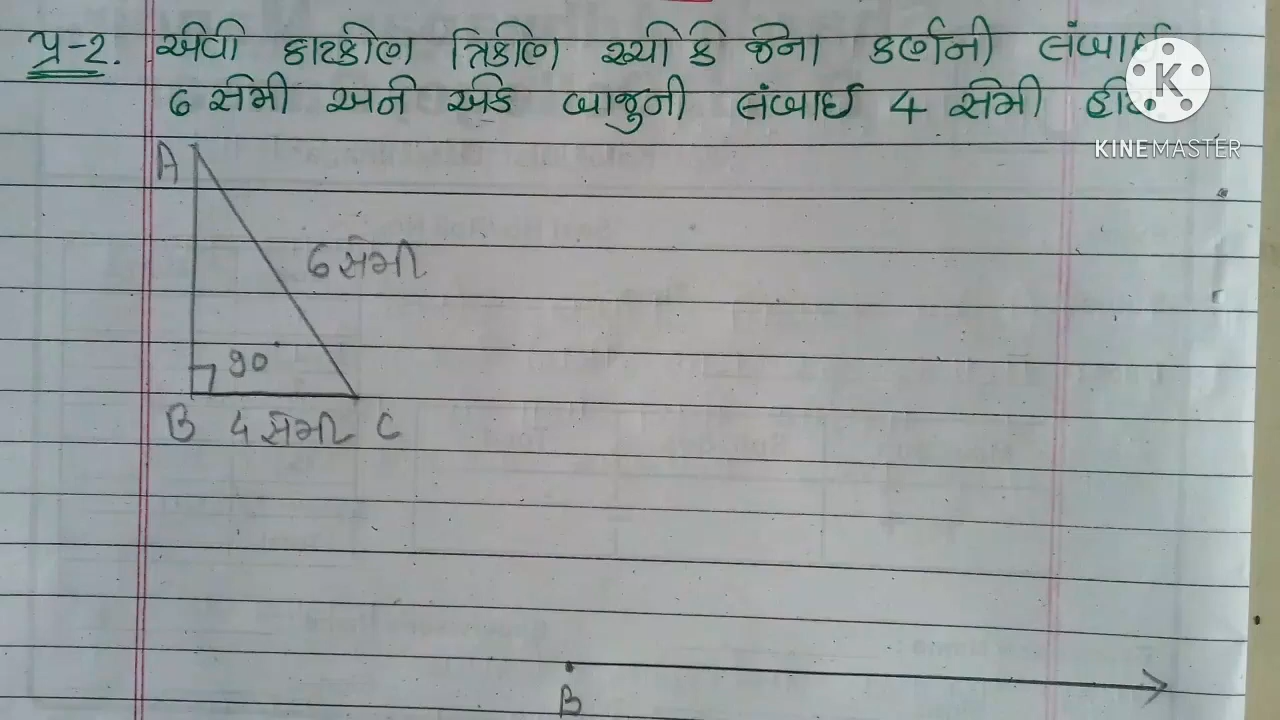 પ્ર-2. એવો કાટકોણ ત્રિકોણ રચો કે જેના કર્ણની લંબાઈ
6 સેમી અને એક બાજુની લંબાઈ 4 સેમી હોય
K
KINEMASTER
A
6 સેમી
90°
B 4 સેમી C
B